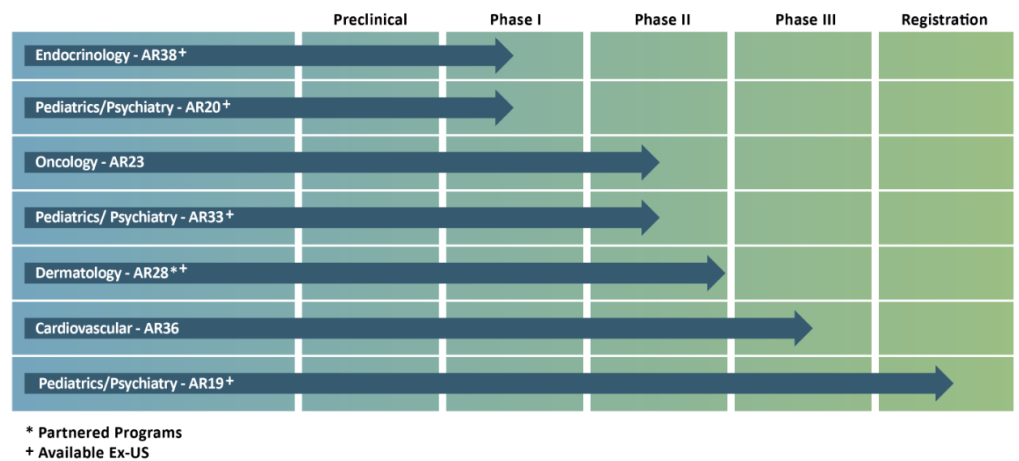 Preclinical Phase I Phase II Phase III Registration
Endocrinology - AR38+
Pediatrics/Psychiatry - AR20+
Oncology - AR23
Pediatrics/ Psychiatry - AR33+
Dermatology - AR28*+
Cardiovascular - AR36
Pediatrics/Psychiatry - AR19+
* Partnered Programs
+ Available Ex-US